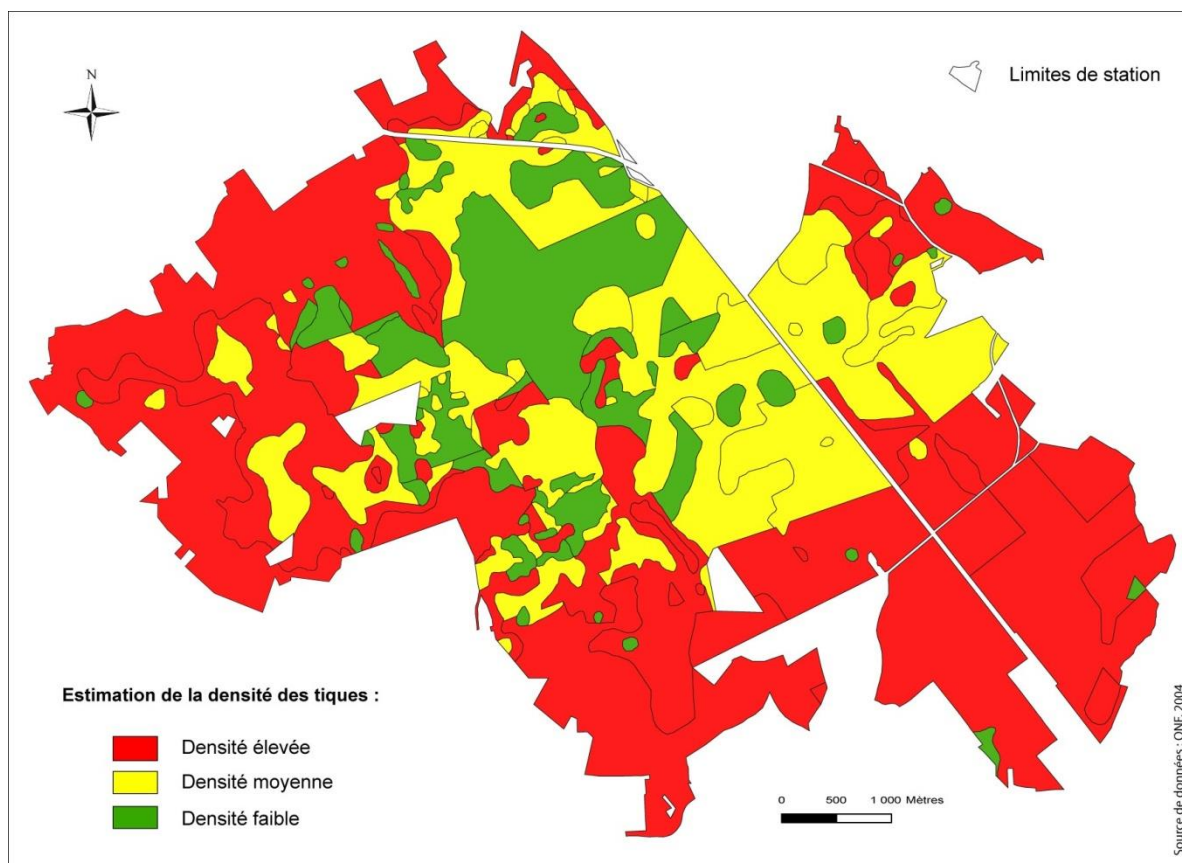 N
Limites de station
Estimation de la densité des tiques :
Densité élevée
Densité moyenne
Densité faible
0 500 1 000 Mètres
Source de données : ONF, 2004